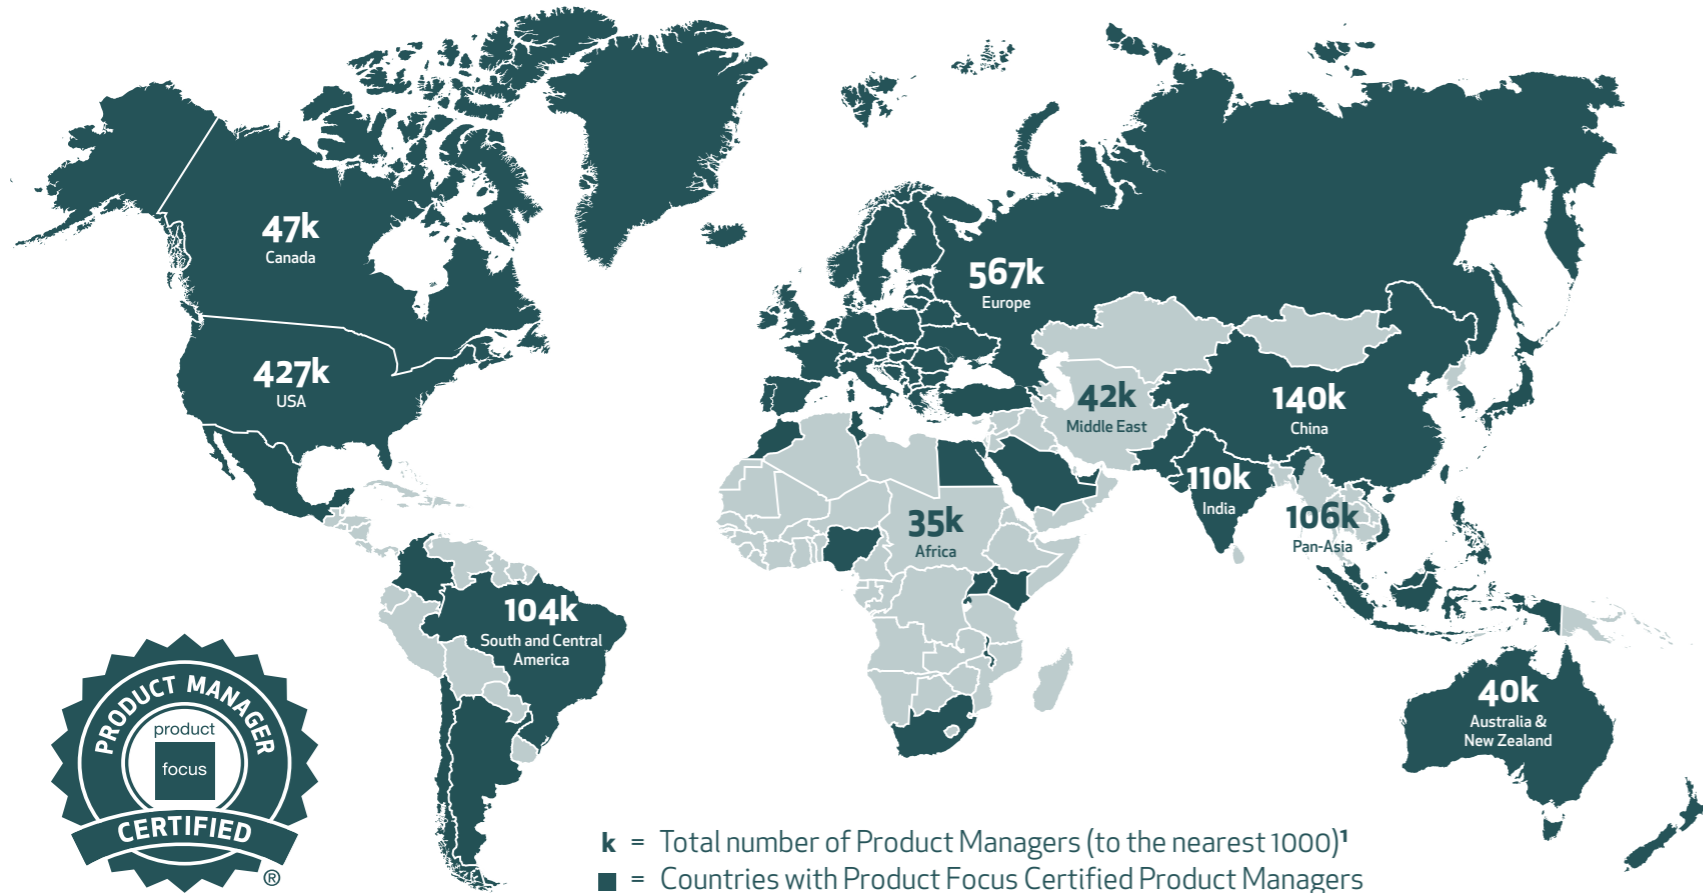 47k
Canada
567k
Europe
427k
USA
42k
Middle East
140k
China
110k
India
106k
Pan-Asia
35k
Africa
104k
South and Central
America
40k
Australia &
New Zealand
PRODUCT MANAGER
product
focus
CERTIFIED
®
k = Total number of Product Managers (to the nearest 1000)¹
= Countries with Product Focus Certified Product Managers